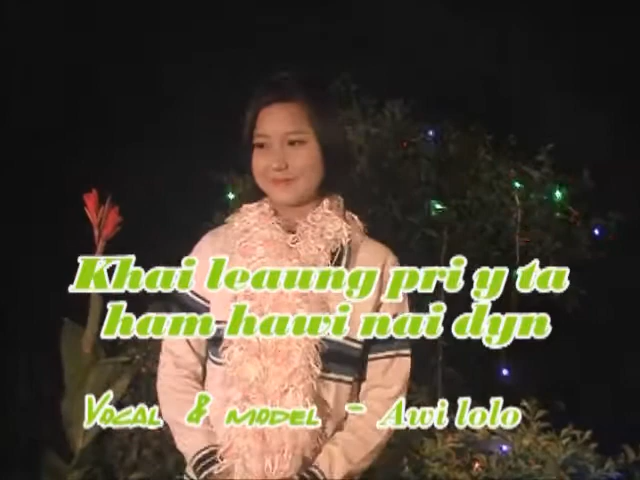 Khai leaung pri y ta
ham hawi nai dyn
Vocal & model - Awi lolo